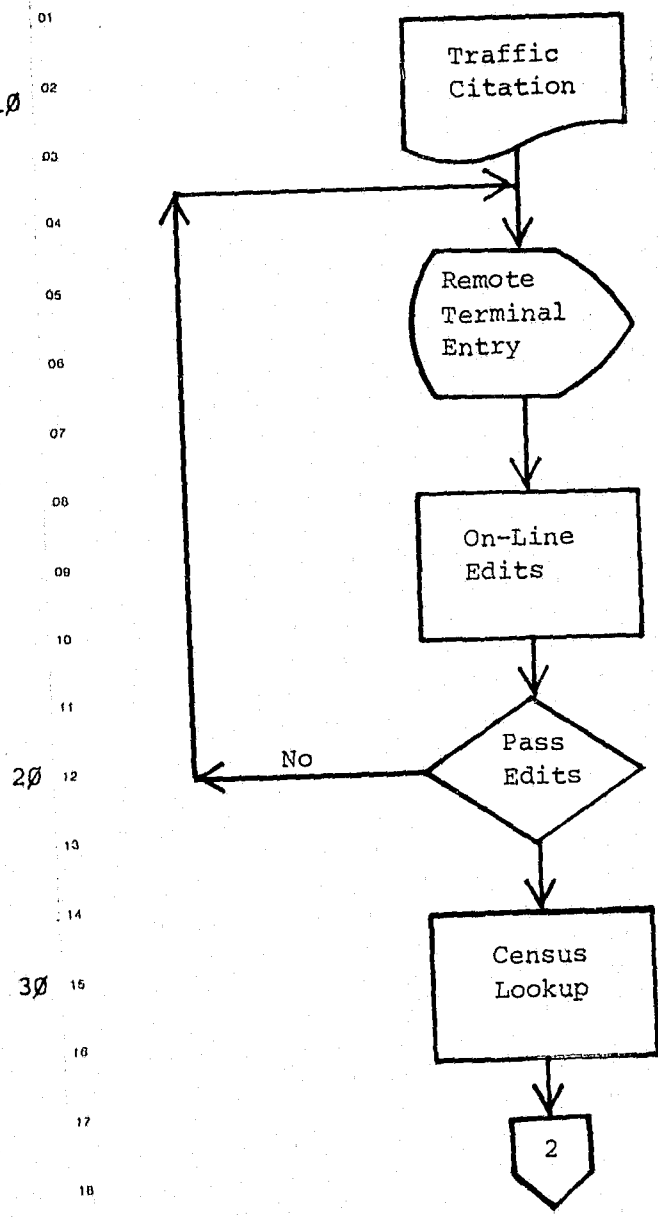 01
Traffic
Citation
02
1Ø
03
04
05
Remote
Terminal
Entry
06
07
08
On-Line
Edits
09
10
11
Pass
Edits
No
2Ø 12
13
14
Census
Lookup
3Ø 15
16
17
2
18